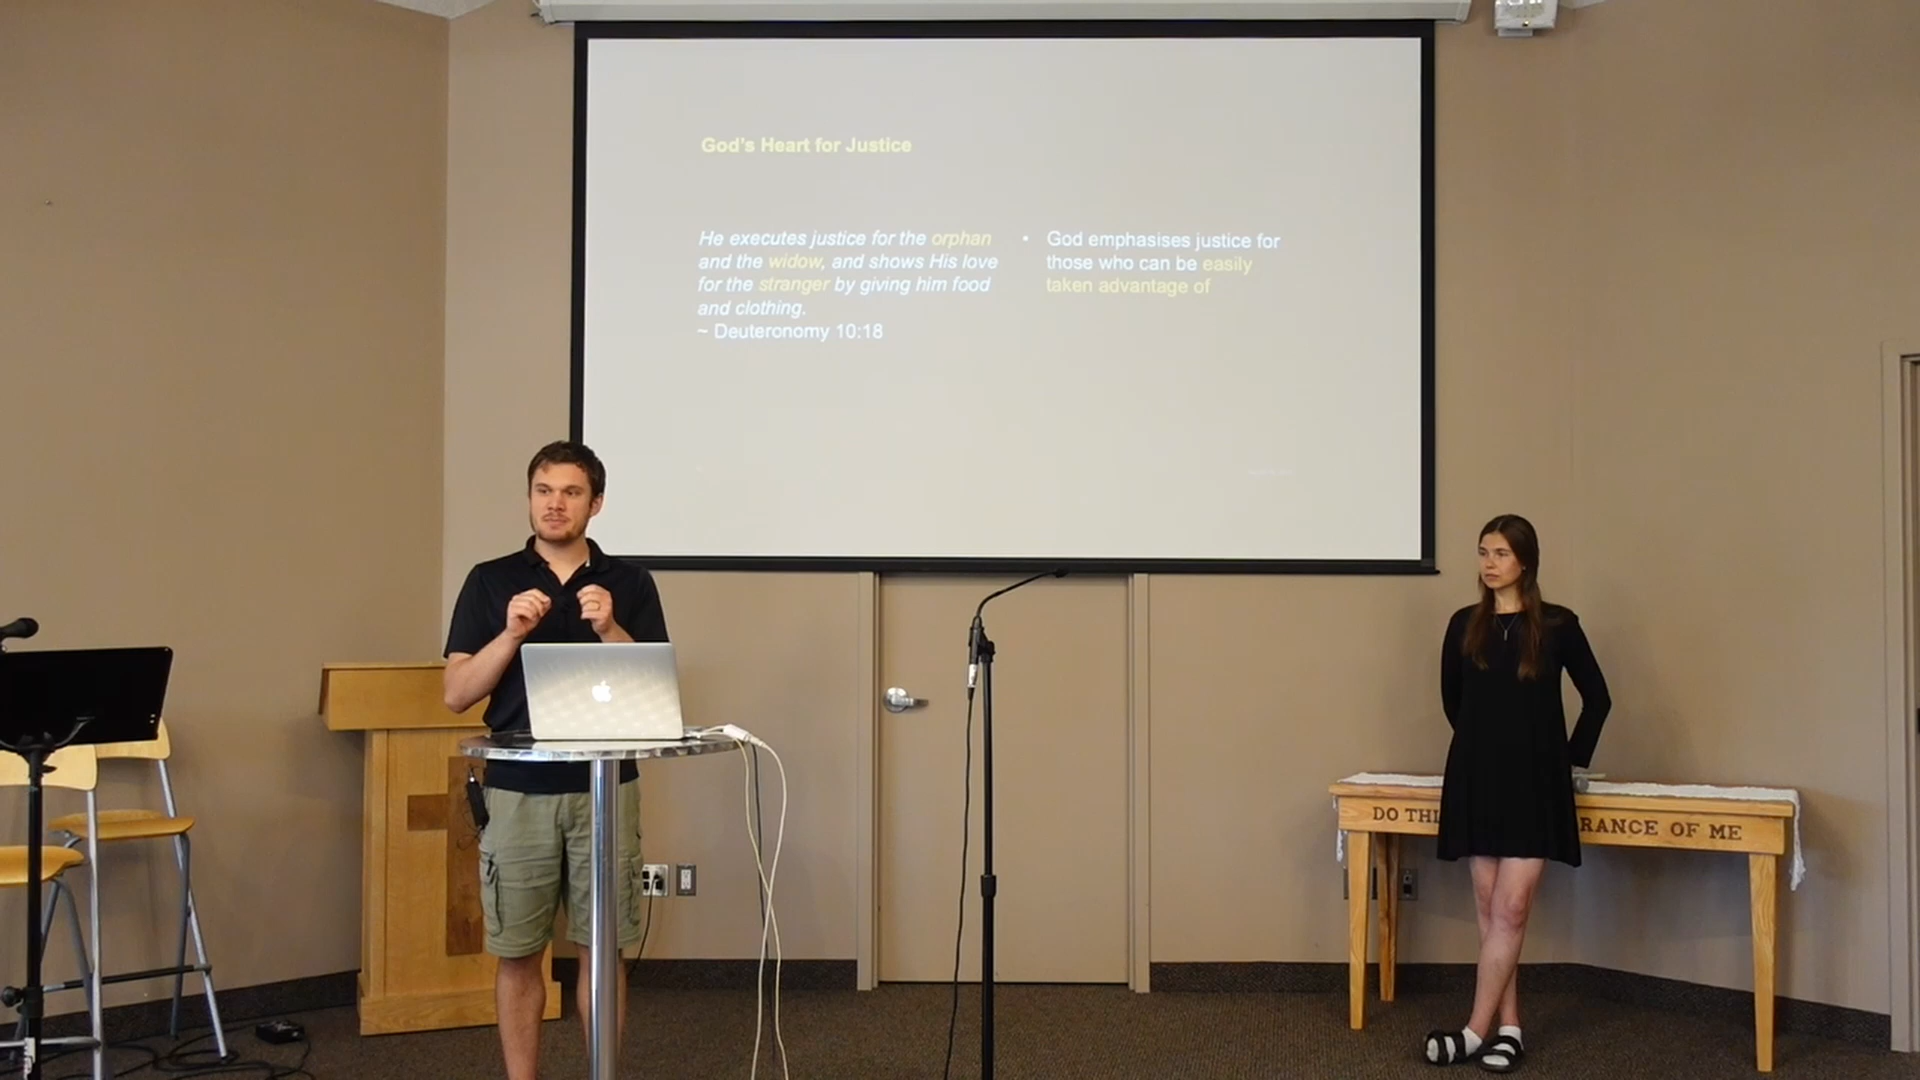 God's Heart for Justice
He executes justice for the orphan
and the widow, and shows His love
for the stranger by giving him food
and clothing.
~ Deuteronomy 10:18
• God emphasises justice for
those who can be easily
taken advantage of
DO THI
RANCE OF ME